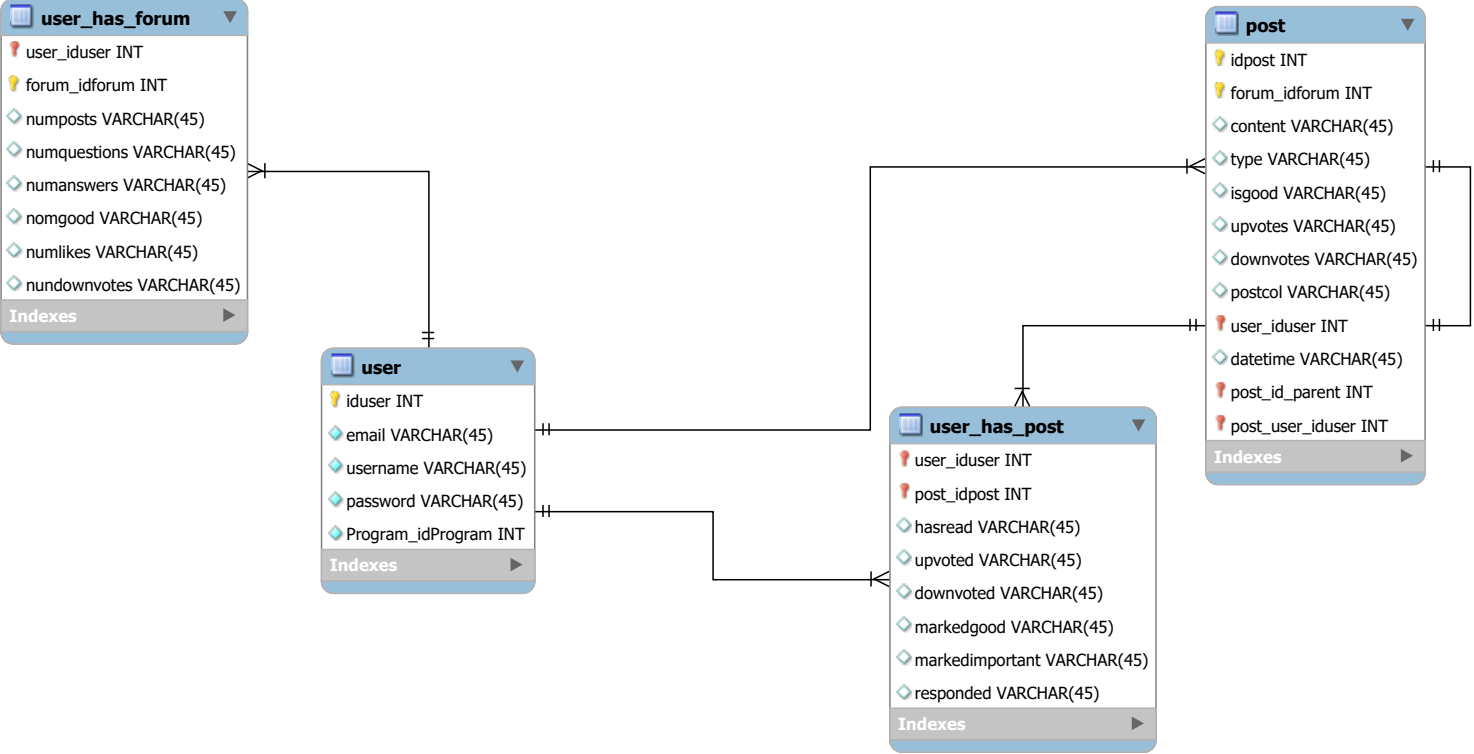 user_has_forum
user_iduser INT
forum_idforum INT
numposts VARCHAR(45)
numquestions VARCHAR(45)
numanswers VARCHAR(45)
nomgood VARCHAR(45)
numlikes VARCHAR(45)
nundownvotes VARCHAR(45)
Indexes
user
iduser INT
email VARCHAR(45)
username VARCHAR(45)
password VARCHAR(45)
Program_idProgram INT
Indexes
user_has_post
user_iduser INT
post_idpost INT
hasread VARCHAR(45)
upvoted VARCHAR(45)
downvoted VARCHAR(45)
markedgood VARCHAR(45)
markedimportant VARCHAR(45)
responded VARCHAR(45)
Indexes
post
idpost INT
forum_idforum INT
content VARCHAR(45)
type VARCHAR(45)
isgood VARCHAR(45)
upvotes VARCHAR(45)
downvotes VARCHAR(45)
postcol VARCHAR(45)
user_iduser INT
datetime VARCHAR(45)
post_id_parent INT
post_user_iduser INT
Indexes